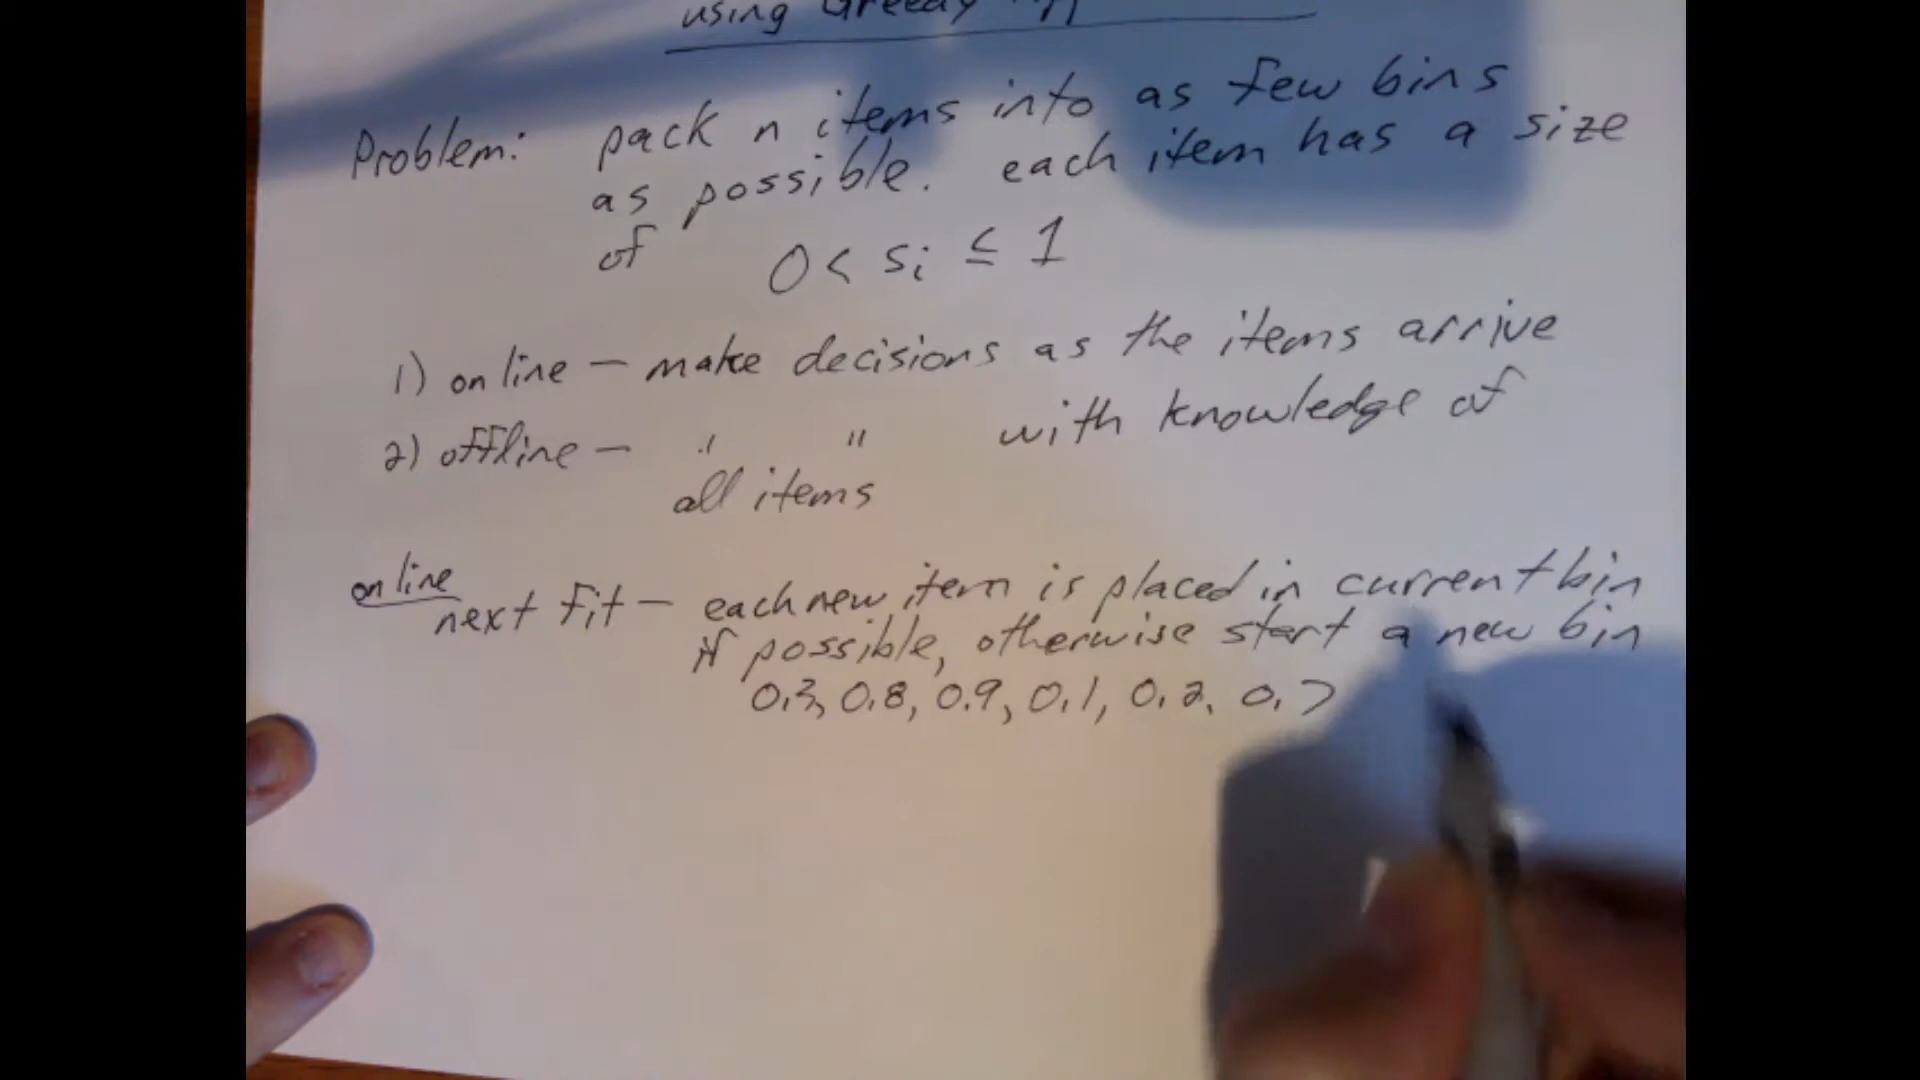 using Greedy
Problem: pack n items into as few bins
as possible. each item has a size
of 0 < si ≤ 1
1) online – make decisions as the items arrive
2) offline – " " with knowledge of
all items
online
next fit – each new item is placed in current bin
if possible, otherwise start a new bin
0.3, 0.8, 0.9, 0.1, 0.2, 0.7